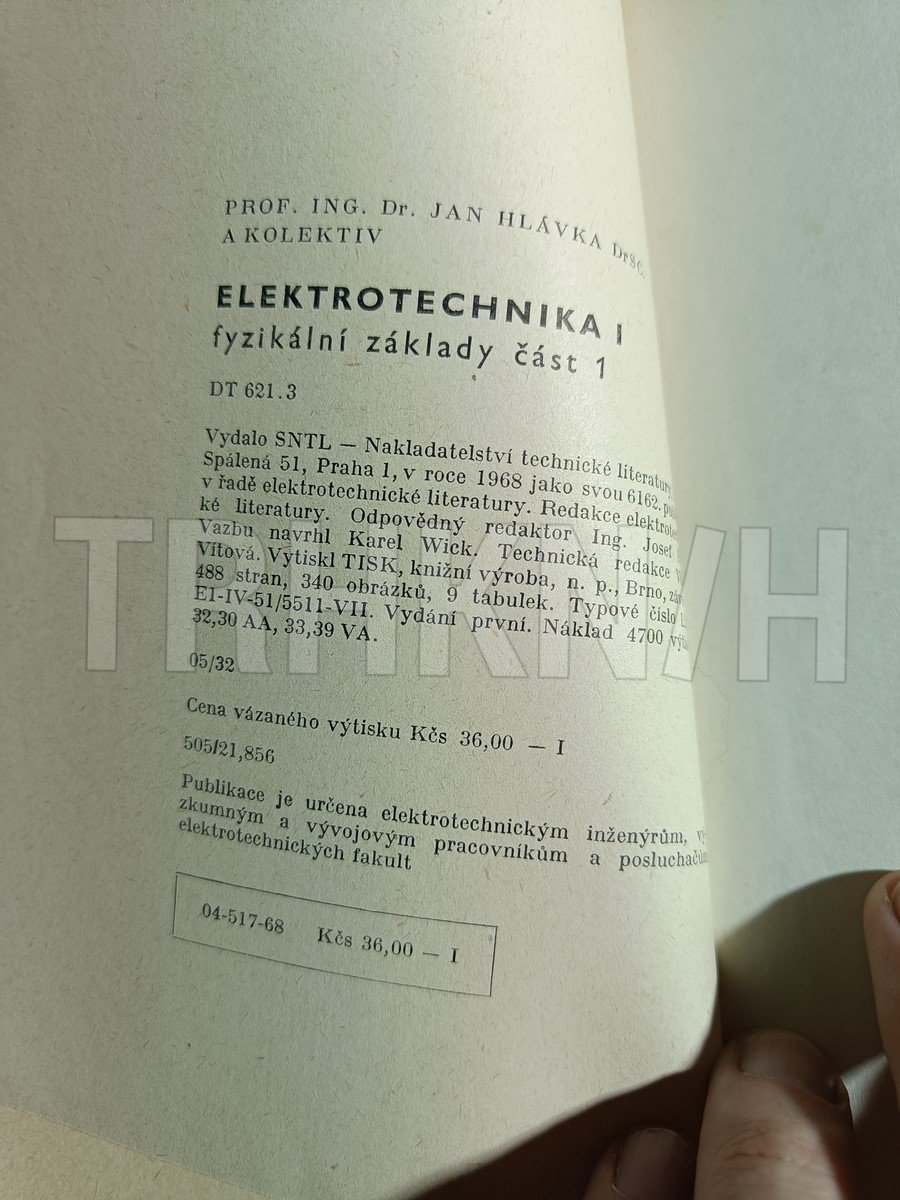 PROF. ING. Dr. JAN HLÁVKA DrSC.
A KOLEKTIV
ELEKTROTECHNIKA I
fyzikální základy část 1
DT 621.3
Vydalo SNTL — Nakladatelství technické
Spálená 51, Praha 1, v roce 1968 jako svou 6162.
v řadě elektrotechnické literatury. Redakce
ké literatury. Odpovědný redaktor Ing. Josef
Vazbu navrhl Karel Wick. Technická redakce
Vítová. Vytiskl TISK, knižní výroba, n. p., Brno,
488 stran, 340 obrázků, 9 tabulek. Typové číslo
E1-IV-51/5511-VII. Vydání první. Náklad 4700
32,30 AA, 33,39 VA.
05/32
Cena vázaného výtisku Kčs 36,00 — I
505/21,856
Publikace je určena elektrotechnickým inženýrům, vý-
zkumným a vývojovým pracovníkům a posluchačům
elektrotechnických fakult
04-517-68 Kčs 36,00 — I